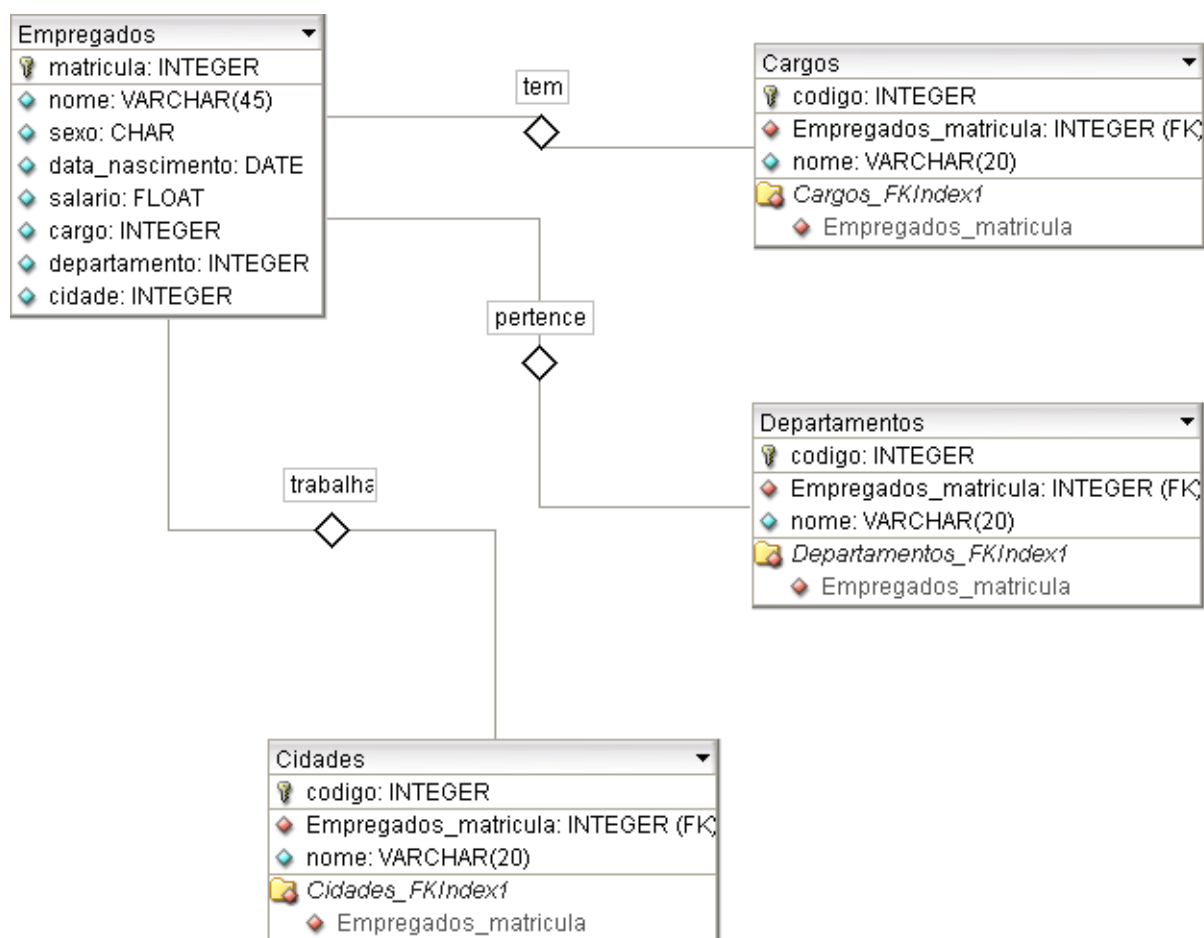 Empregados
matricula: INTEGER
nome: VARCHAR(45)
sexo: CHAR
data_nascimento: DATE
salario: FLOAT
cargo: INTEGER
departamento: INTEGER
cidade: INTEGER
tem
Cargos
codigo: INTEGER
Empregados_matricula: INTEGER (FK)
nome: VARCHAR(20)
Cargos_FKIndex1
Empregados_matricula
pertence
Departamentos
codigo: INTEGER
Empregados_matricula: INTEGER (FK)
nome: VARCHAR(20)
Departamentos_FKIndex1
Empregados_matricula
trabalha
Cidades
codigo: INTEGER
Empregados_matricula: INTEGER (FK)
nome: VARCHAR(20)
Cidades_FKIndex1
Empregados_matricula